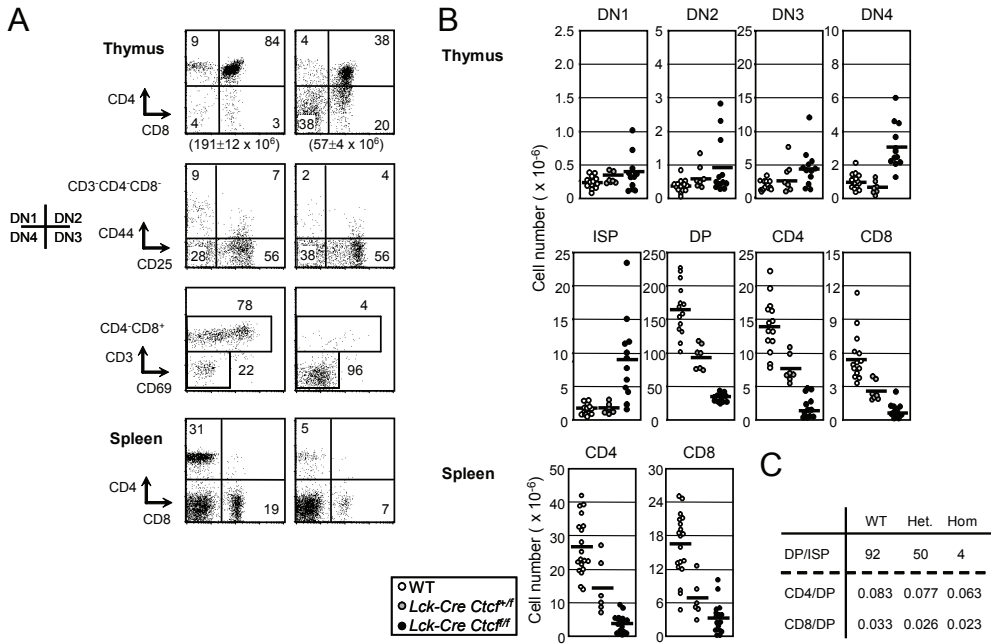 A
Thymus
9 84
4 3
4 38
38 20
CD4
CD8
(191±12 x 10⁶) (57±4 x 10⁶)
CD3⁻CD4⁻CD8⁻
DN1 DN2
DN4 DN3
CD44
CD25
9 7
28 56
2 4
38 56
CD4⁻CD8⁺
CD3
CD69
78 4
22 96
Spleen
31 5
CD4
CD8
19 7
B
Thymus
Cell number ( x 10⁻⁶)
DN1 DN2 DN3 DN4
2.5 5 25 10
2.0 4 20 8
1.5 3 15 6
1.0 2 10 4
0.5 1 5 2
0 0 0 0
ISP DP CD4 CD8
25 250 25 15
20 200 20 12
15 150 15 9
10 100 10 6
5 50 5 3
0 0 0 0
Spleen
Cell number ( x 10⁻⁶)
CD4 CD8
50 30
40 24
30 18
20 12
10 6
0 0
WT
Lck-Cre Ctcf+/f
Lck-Cre Ctcff/f
C
WT Het. Hom
DP/ISP 92 50 4
CD4/DP 0.083 0.077 0.063
CD8/DP 0.033 0.026 0.023